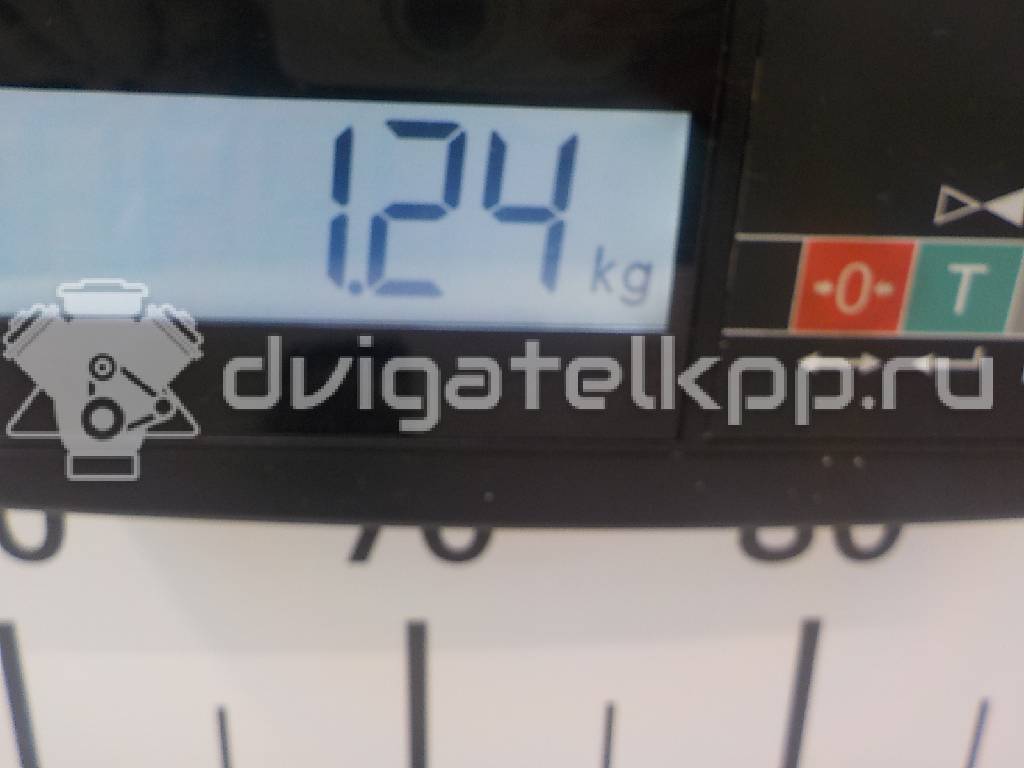 1.24 kg
→0← T
dvigatelkpp.ru
70 80